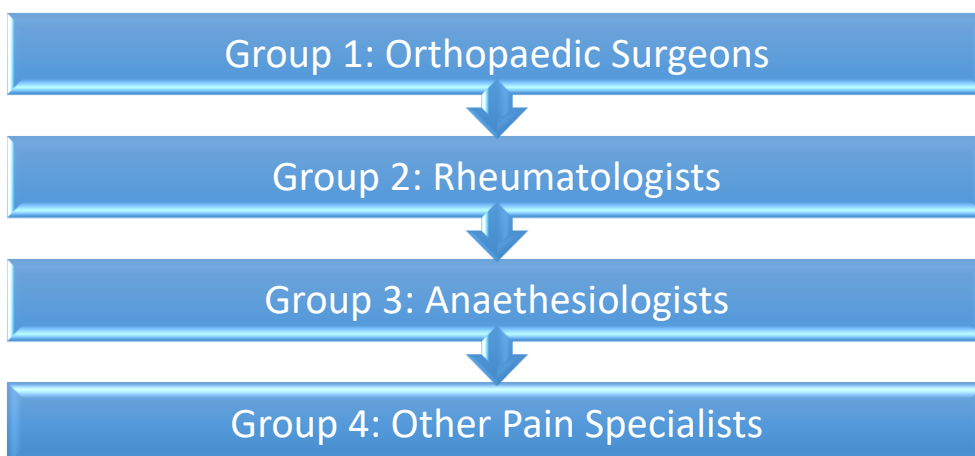 Group 1: Orthopaedic Surgeons
Group 2: Rheumatologists
Group 3: Anaethesiologists
Group 4: Other Pain Specialists